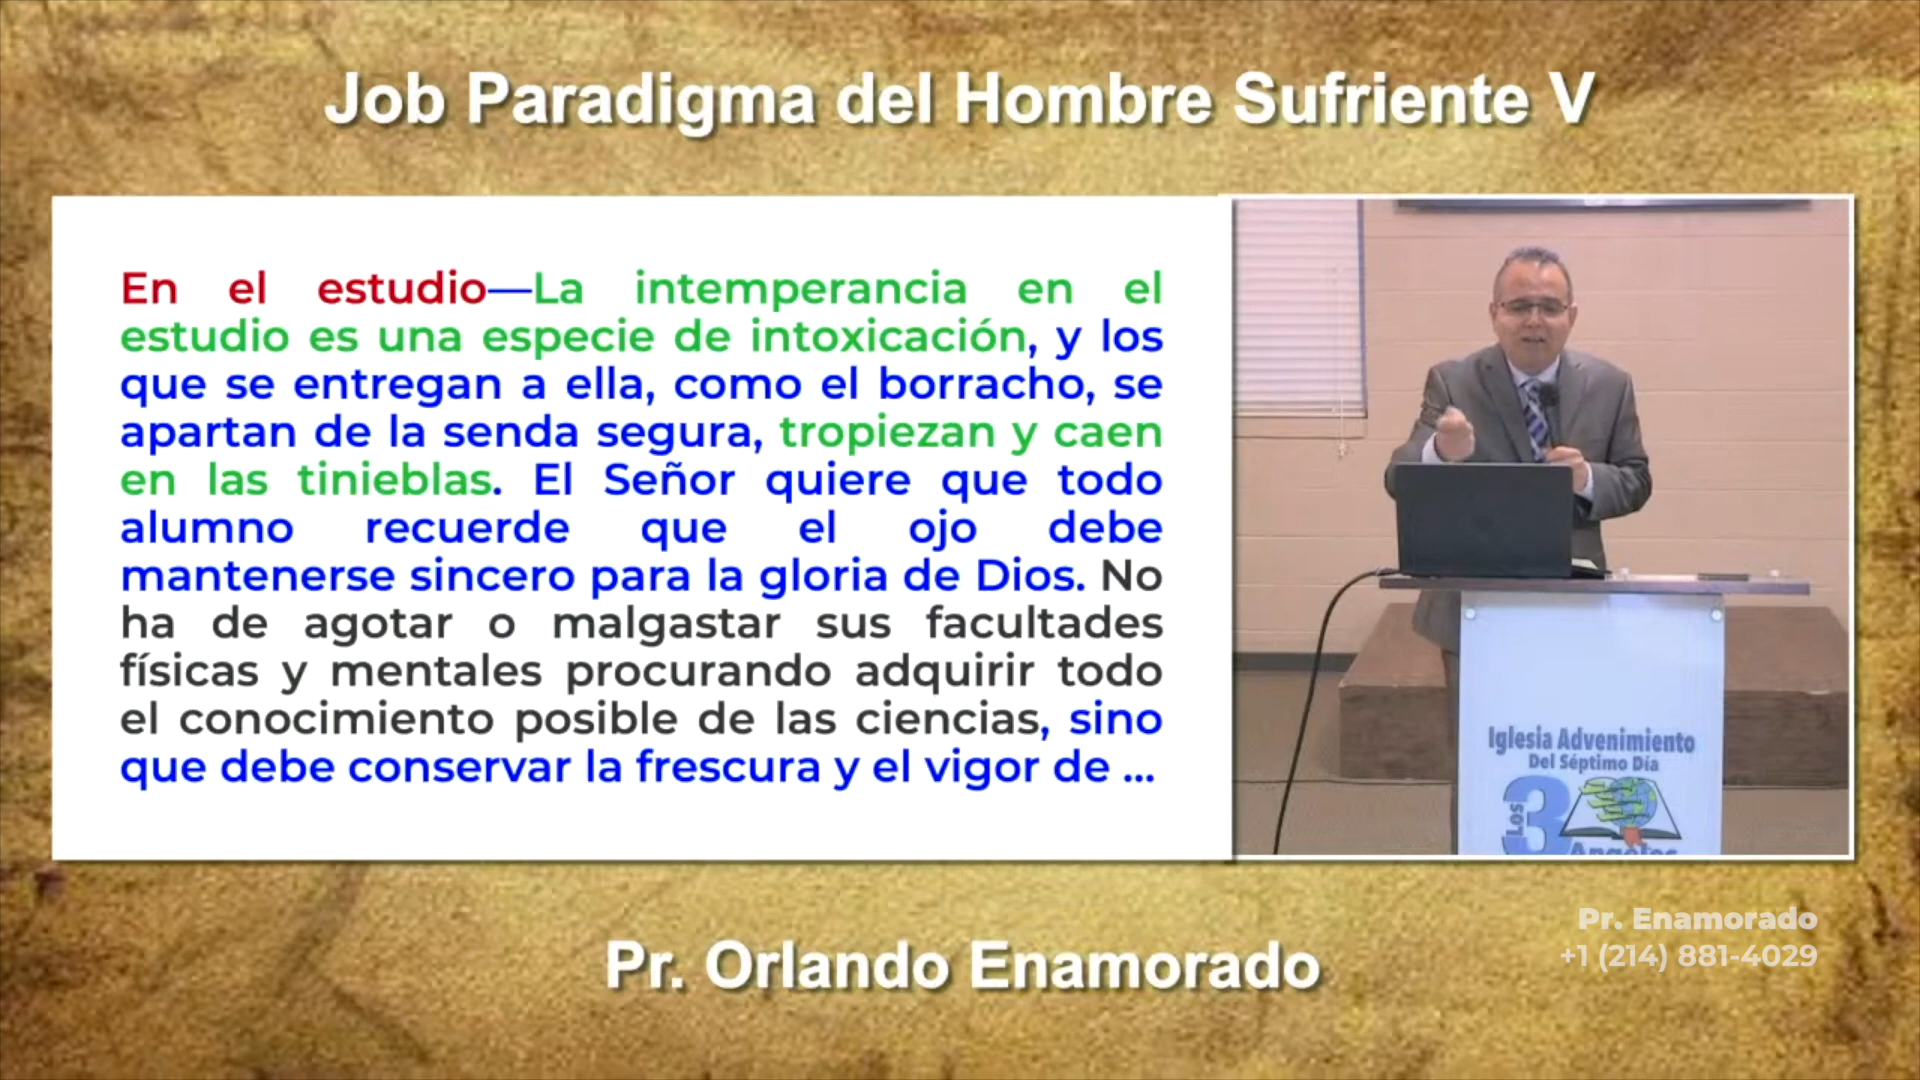 Job Paradigma del Hombre Sufriente V
En el estudio—La intemperancia en el
estudio es una especie de intoxicación, y los
que se entregan a ella, como el borracho, se
apartan de la senda segura, tropiezan y caen
en las tinieblas. El Señor quiere que todo
alumno recuerde que el ojo debe
mantenerse sincero para la gloria de Dios. No
ha de agotar o malgastar sus facultades
físicas y mentales procurando adquirir todo
el conocimiento posible de las ciencias, sino
que debe conservar la frescura y el vigor de ...
Iglesia Advenimiento
Del Séptimo Día
Los 3
Angeles
Pr. Enamorado
+1 (214) 881-4029
Pr. Orlando Enamorado